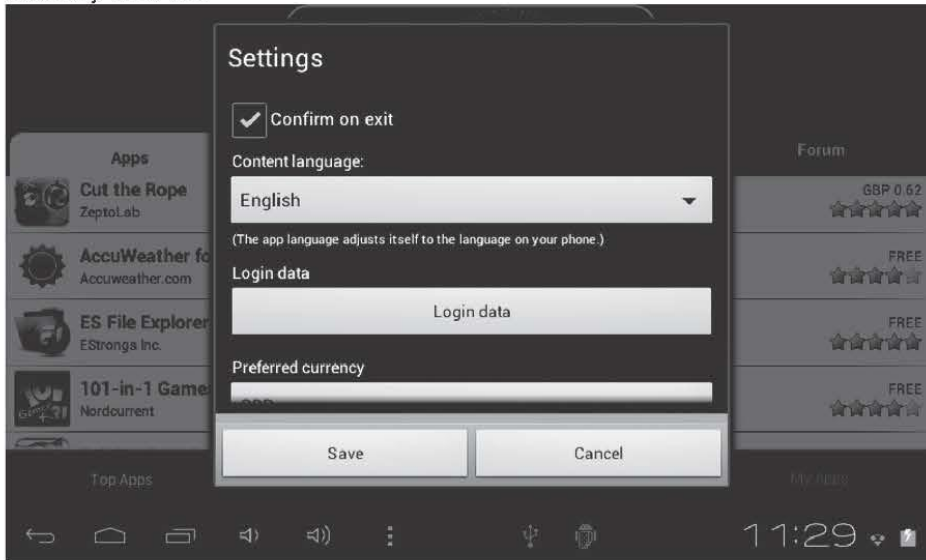 Settings
Confirm on exit
Content language:
English
(The app language adjusts itself to the language on your phone.)
Login data
Login data
Preferred currency
Save
Cancel
Apps
Forum
Cut the Rope
ZeptoLab
GBP 0.62
AccuWeather fo
Accuweather.com
FREE
ES File Explorer
EStrongs Inc.
FREE
101-in-1 Game
Nordcurrent
FREE
Top Apps
My Apps
11:29